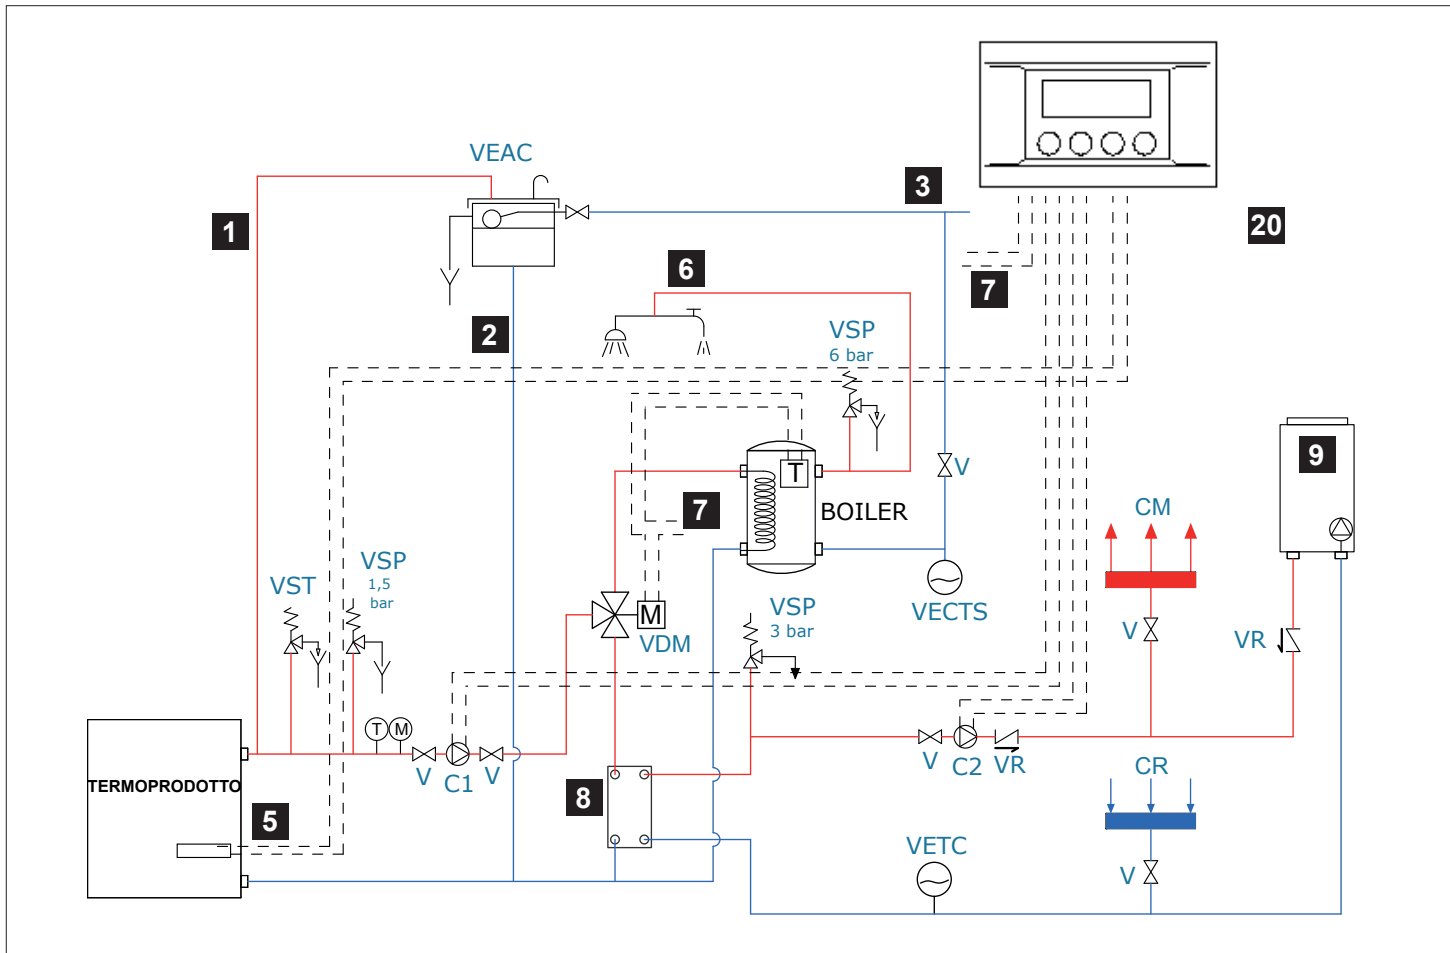 VEAC
3
1
20
7
6
2
VSP
6 bar
9
V
T
BOILER
7
CM
VSP
1,5
bar
VST
VECTS
VSP
3 bar
M
VDM
V
VR
T
M
V
C1
V
V
C2
VR
CR
TERMOPRODOTTO
8
5
VETC
V